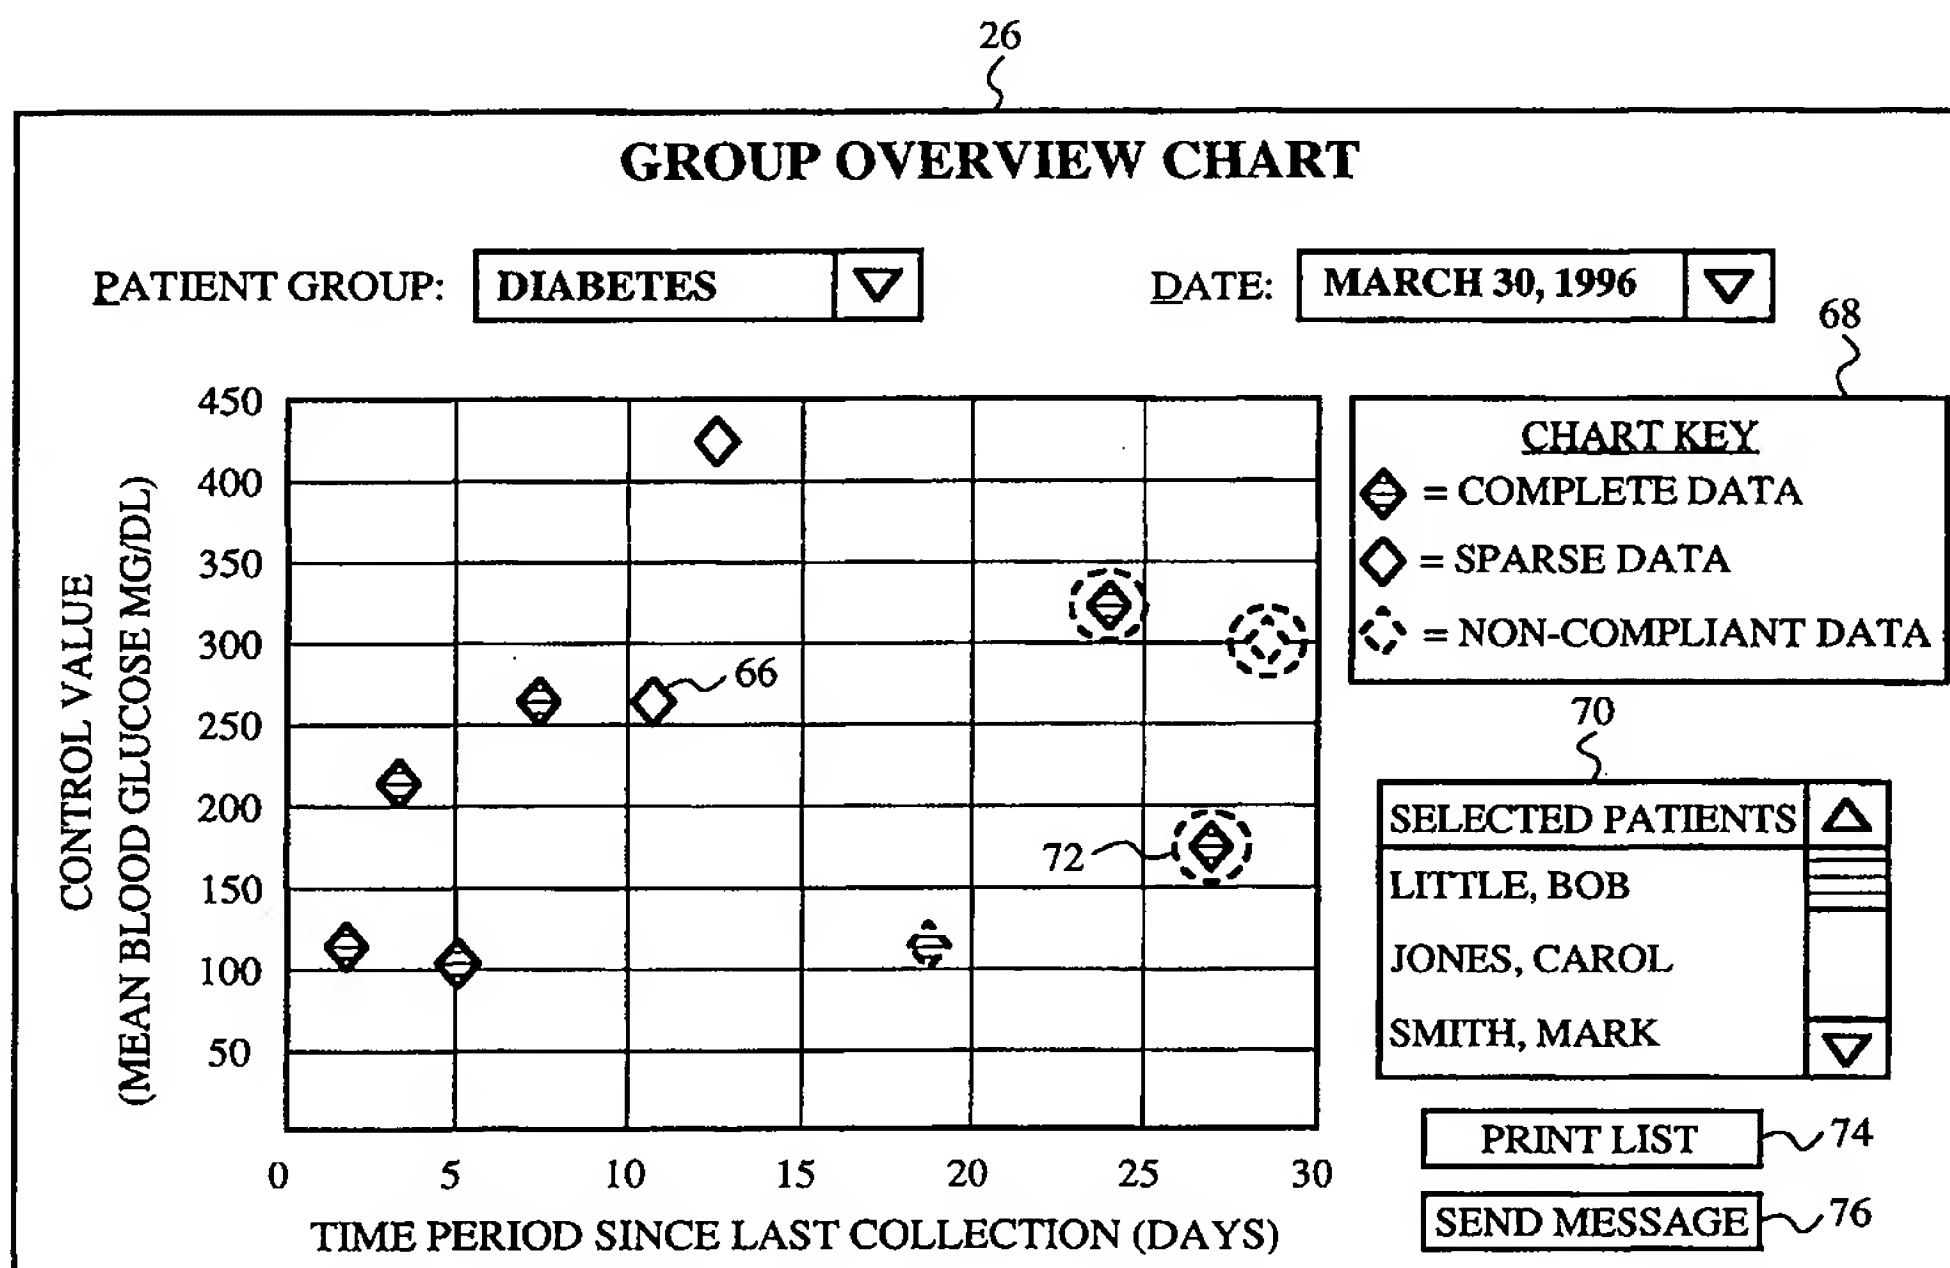 26
GROUP OVERVIEW CHART
PATIENT GROUP: DIABETES
DATE: MARCH 30, 1996
68
450
400
350
300
250
200
150
100
50
CONTROL VALUE
(MEAN BLOOD GLUCOSE MG/DL)
66
72
0 5 10 15 20 25 30
TIME PERIOD SINCE LAST COLLECTION (DAYS)
CHART KEY
= COMPLETE DATA
= SPARSE DATA
= NON-COMPLIANT DATA
70
SELECTED PATIENTS
LITTLE, BOB
JONES, CAROL
SMITH, MARK
PRINT LIST 74
SEND MESSAGE 76